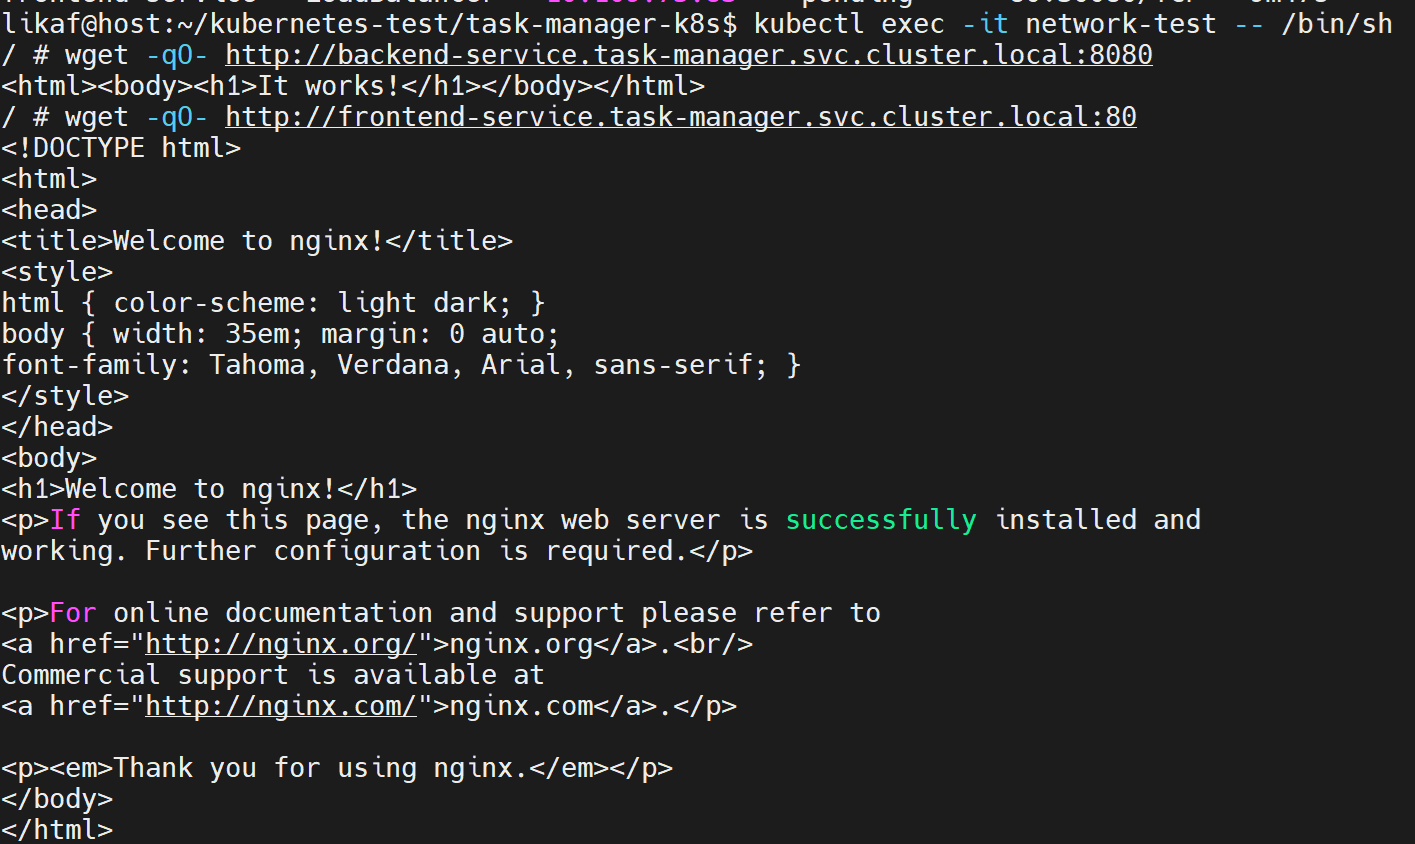 likaf@host:~/kubernetes-test/task-manager-k8s$ kubectl exec -it network-test -- /bin/sh
/ # wget -qO- http://backend-service.task-manager.svc.cluster.local:8080
<html><body><h1>It works!</h1></body></html>
/ # wget -qO- http://frontend-service.task-manager.svc.cluster.local:80
<!DOCTYPE html>
<html>
<head>
<title>Welcome to nginx!</title>
<style>
html { color-scheme: light dark; }
body { width: 35em; margin: 0 auto;
font-family: Tahoma, Verdana, Arial, sans-serif; }
</style>
</head>
<body>
<h1>Welcome to nginx!</h1>
<p>If you see this page, the nginx web server is successfully installed and
working. Further configuration is required.</p>

<p>For online documentation and support please refer to
<a href="http://nginx.org/">nginx.org</a>.<br/>
Commercial support is available at
<a href="http://nginx.com/">nginx.com</a>.</p>

<p><em>Thank you for using nginx.</em></p>
</body>
</html>